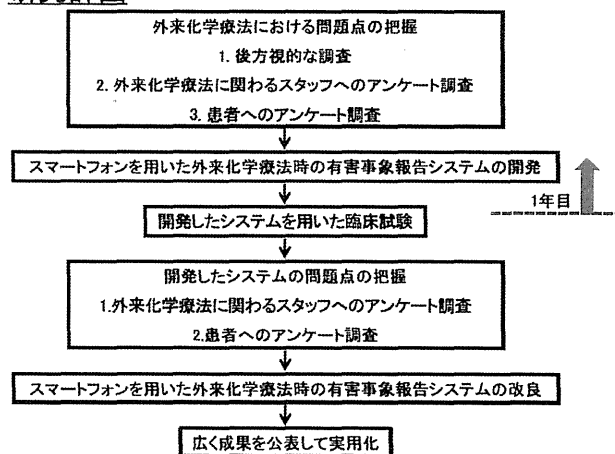 外来化学療法における問題点の把握
1. 後方視的な調査
2. 外来化学療法に関わるスタッフへのアンケート調査
3. 患者へのアンケート調査
スマートフォンを用いた外来化学療法時の有害事象報告システムの開発
1年目
開発したシステムを用いた臨床試験
開発したシステムの問題点の把握
1.外来化学療法に関わるスタッフへのアンケート調査
2.患者へのアンケート調査
スマートフォンを用いた外来化学療法時の有害事象報告システムの改良
広く成果を公表して実用化